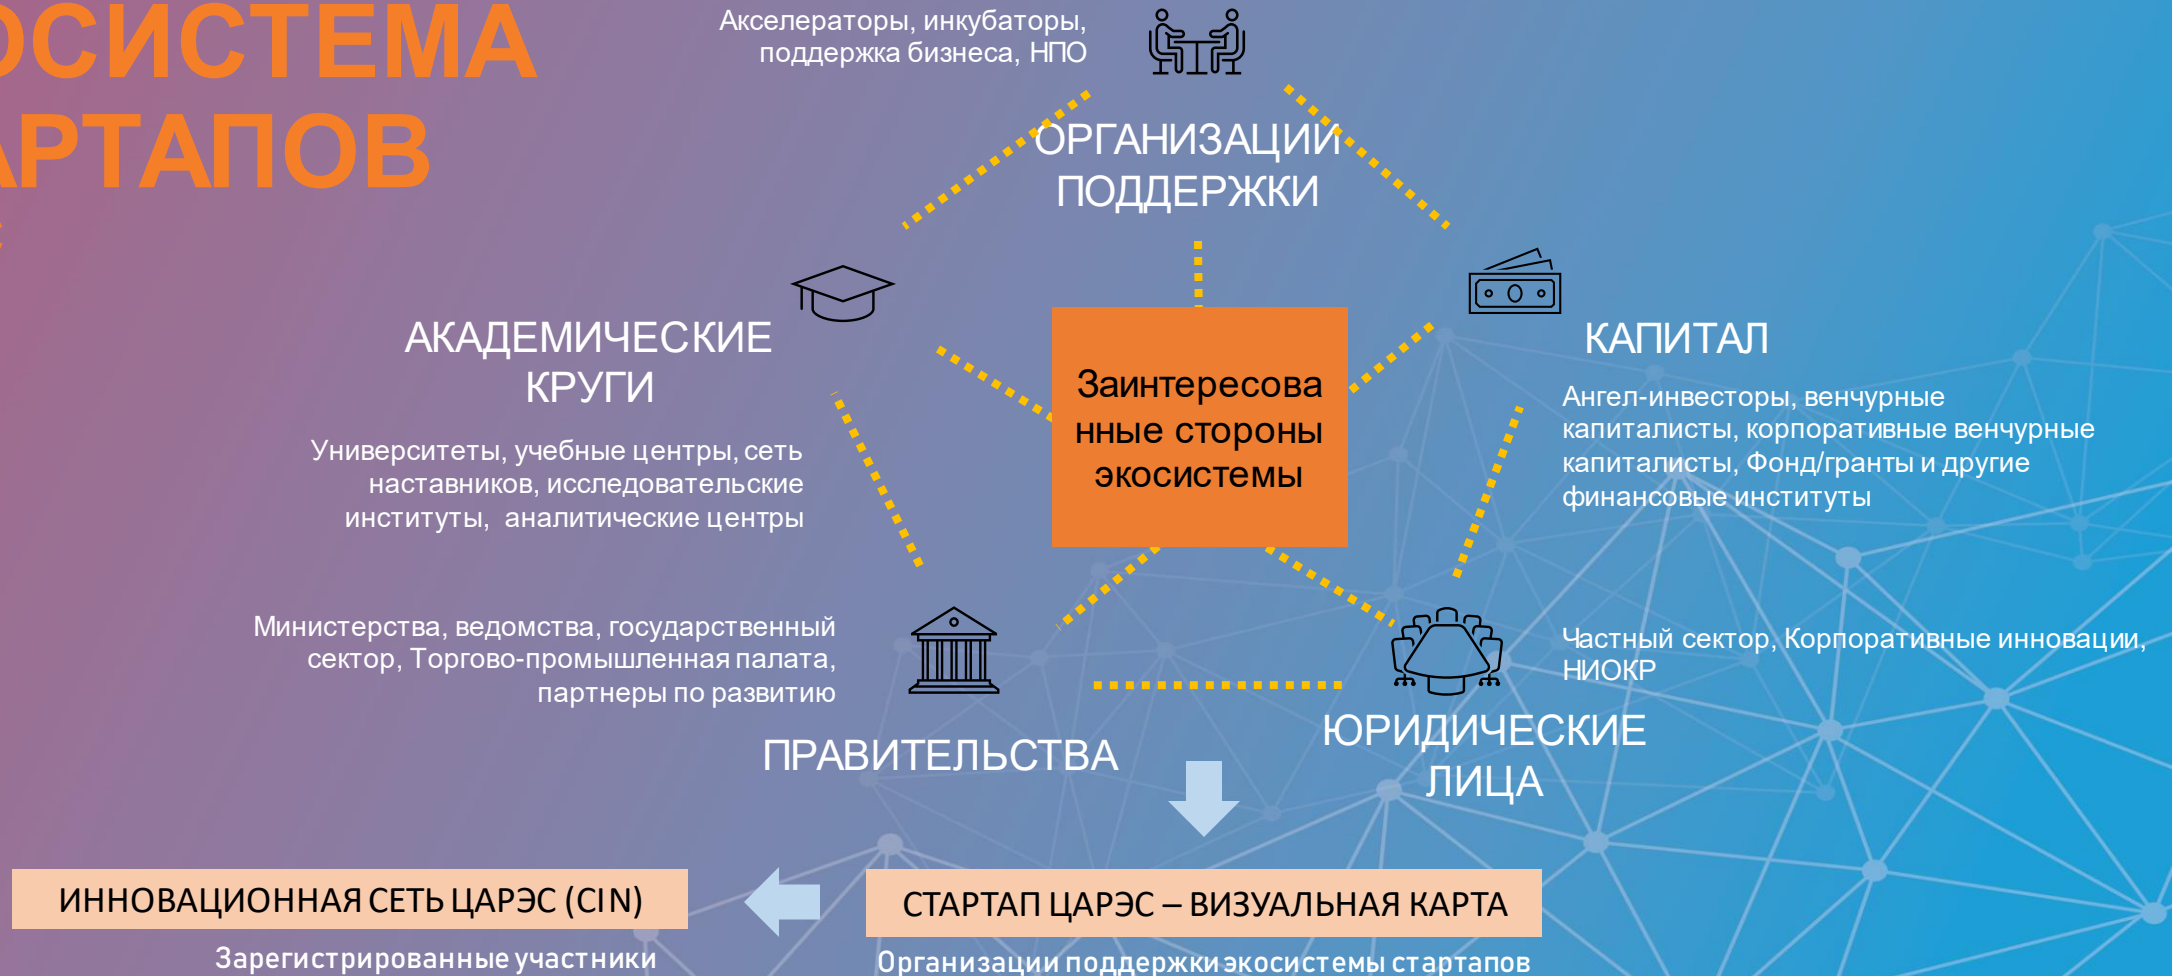 ОСИСТЕМА
АРТАПОВ
Акселераторы, инкубаторы,
поддержка бизнеса, НПО
ОРГАНИЗАЦИИ
ПОДДЕРЖКИ
АКАДЕМИЧЕСКИЕ
КРУГИ
Университеты, учебные центры, сеть
наставников, исследовательские
институты, аналитические центры
Заинтересова
нные стороны
экосистемы
КАПИТАЛ
Ангел-инвесторы, венчурные
капиталисты, корпоративные венчурные
капиталисты, Фонд/гранты и другие
финансовые институты
Министерства, ведомства, государственный
сектор, Торгово-промышленная палата,
партнеры по развитию
ПРАВИТЕЛЬСТВА
Частный сектор, Корпоративные инновации,
НИОКР
ЮРИДИЧЕСКИЕ
ЛИЦА
ИННОВАЦИОННАЯ СЕТЬ ЦАРЭС (CIN)
Зарегистрированные участники
СТАРТАП ЦАРЭС – ВИЗУАЛЬНАЯ КАРТА
Организации поддержки экосистемы стартапов